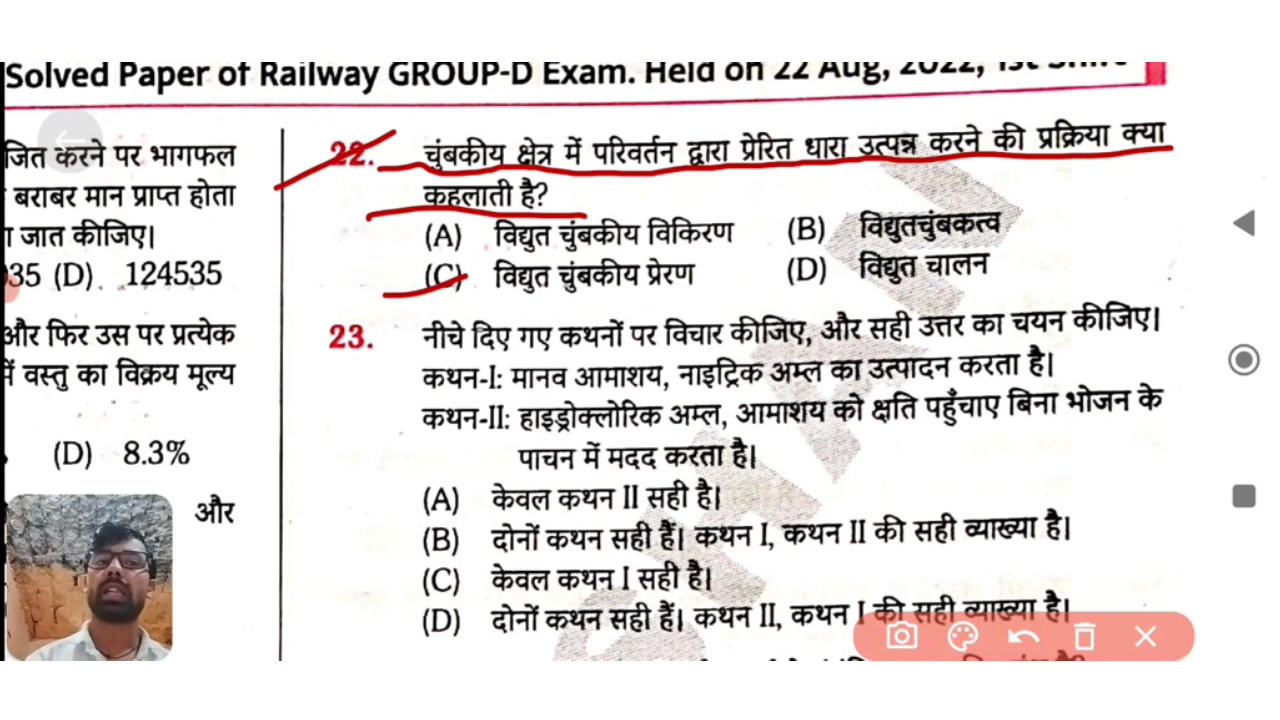 Solved Paper of Railway GROUP-D Exam. Held on 22 Aug, 2022, 1st Shift
जित करने पर भागफल
बराबर मान प्राप्त होता
जात कीजिए।
35 (D). 124535
और फिर उस पर प्रत्येक
में वस्तु का विक्रय मूल्य
(D) 8.3%
और
22. चुंबकीय क्षेत्र में परिवर्तन द्वारा प्रेरित धारा उत्पन्न करने की प्रक्रिया क्या
कहलाती है?
(A) विद्युत चुंबकीय विकिरण (B) विद्युतचुंबकत्व
(C) विद्युत चुंबकीय प्रेरण (D) विद्युत चालन
23. नीचे दिए गए कथनों पर विचार कीजिए, और सही उत्तर का चयन कीजिए।
कथन-I: मानव आमाशय, नाइट्रिक अम्ल का उत्पादन करता है।
कथन-II: हाइड्रोक्लोरिक अम्ल, आमाशय को क्षति पहुँचाए बिना भोजन के
पाचन में मदद करता है।
(A) केवल कथन II सही है।
(B) दोनों कथन सही हैं। कथन I, कथन II की सही व्याख्या है।
(C) केवल कथन I सही है।
(D) दोनों कथन सही हैं। कथन II, कथन I की सही व्याख्या है।